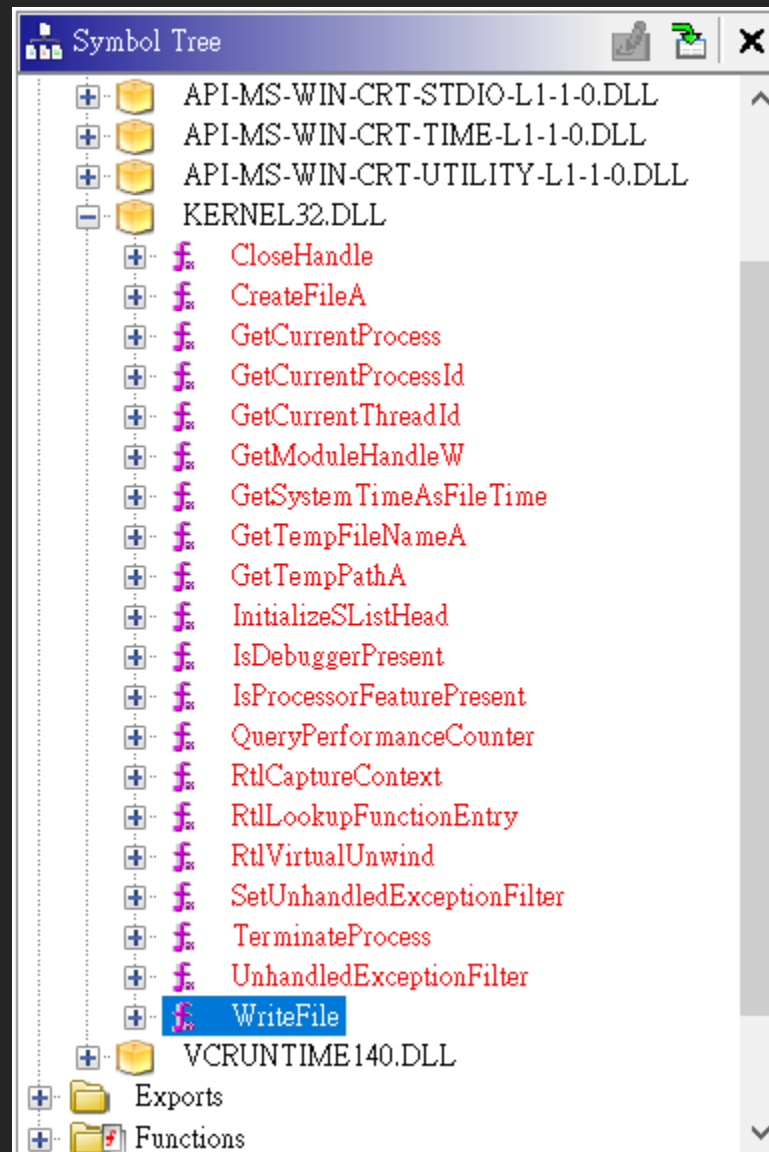 Symbol Tree
API-MS-WIN-CRT-STDIO-L1-1-0.DLL
API-MS-WIN-CRT-TIME-L1-1-0.DLL
API-MS-WIN-CRT-UTILITY-L1-1-0.DLL
KERNEL32.DLL
CloseHandle
CreateFileA
GetCurrentProcess
GetCurrentProcessId
GetCurrentThreadId
GetModuleHandleW
GetSystemTimeAsFileTime
GetTempFileNameA
GetTempPathA
InitializeSListHead
IsDebuggerPresent
IsProcessorFeaturePresent
QueryPerformanceCounter
RtlCaptureContext
RtlLookupFunctionEntry
RtlVirtualUnwind
SetUnhandledExceptionFilter
TerminateProcess
UnhandledExceptionFilter
WriteFile
VCRUNTIME140.DLL
Exports
Functions